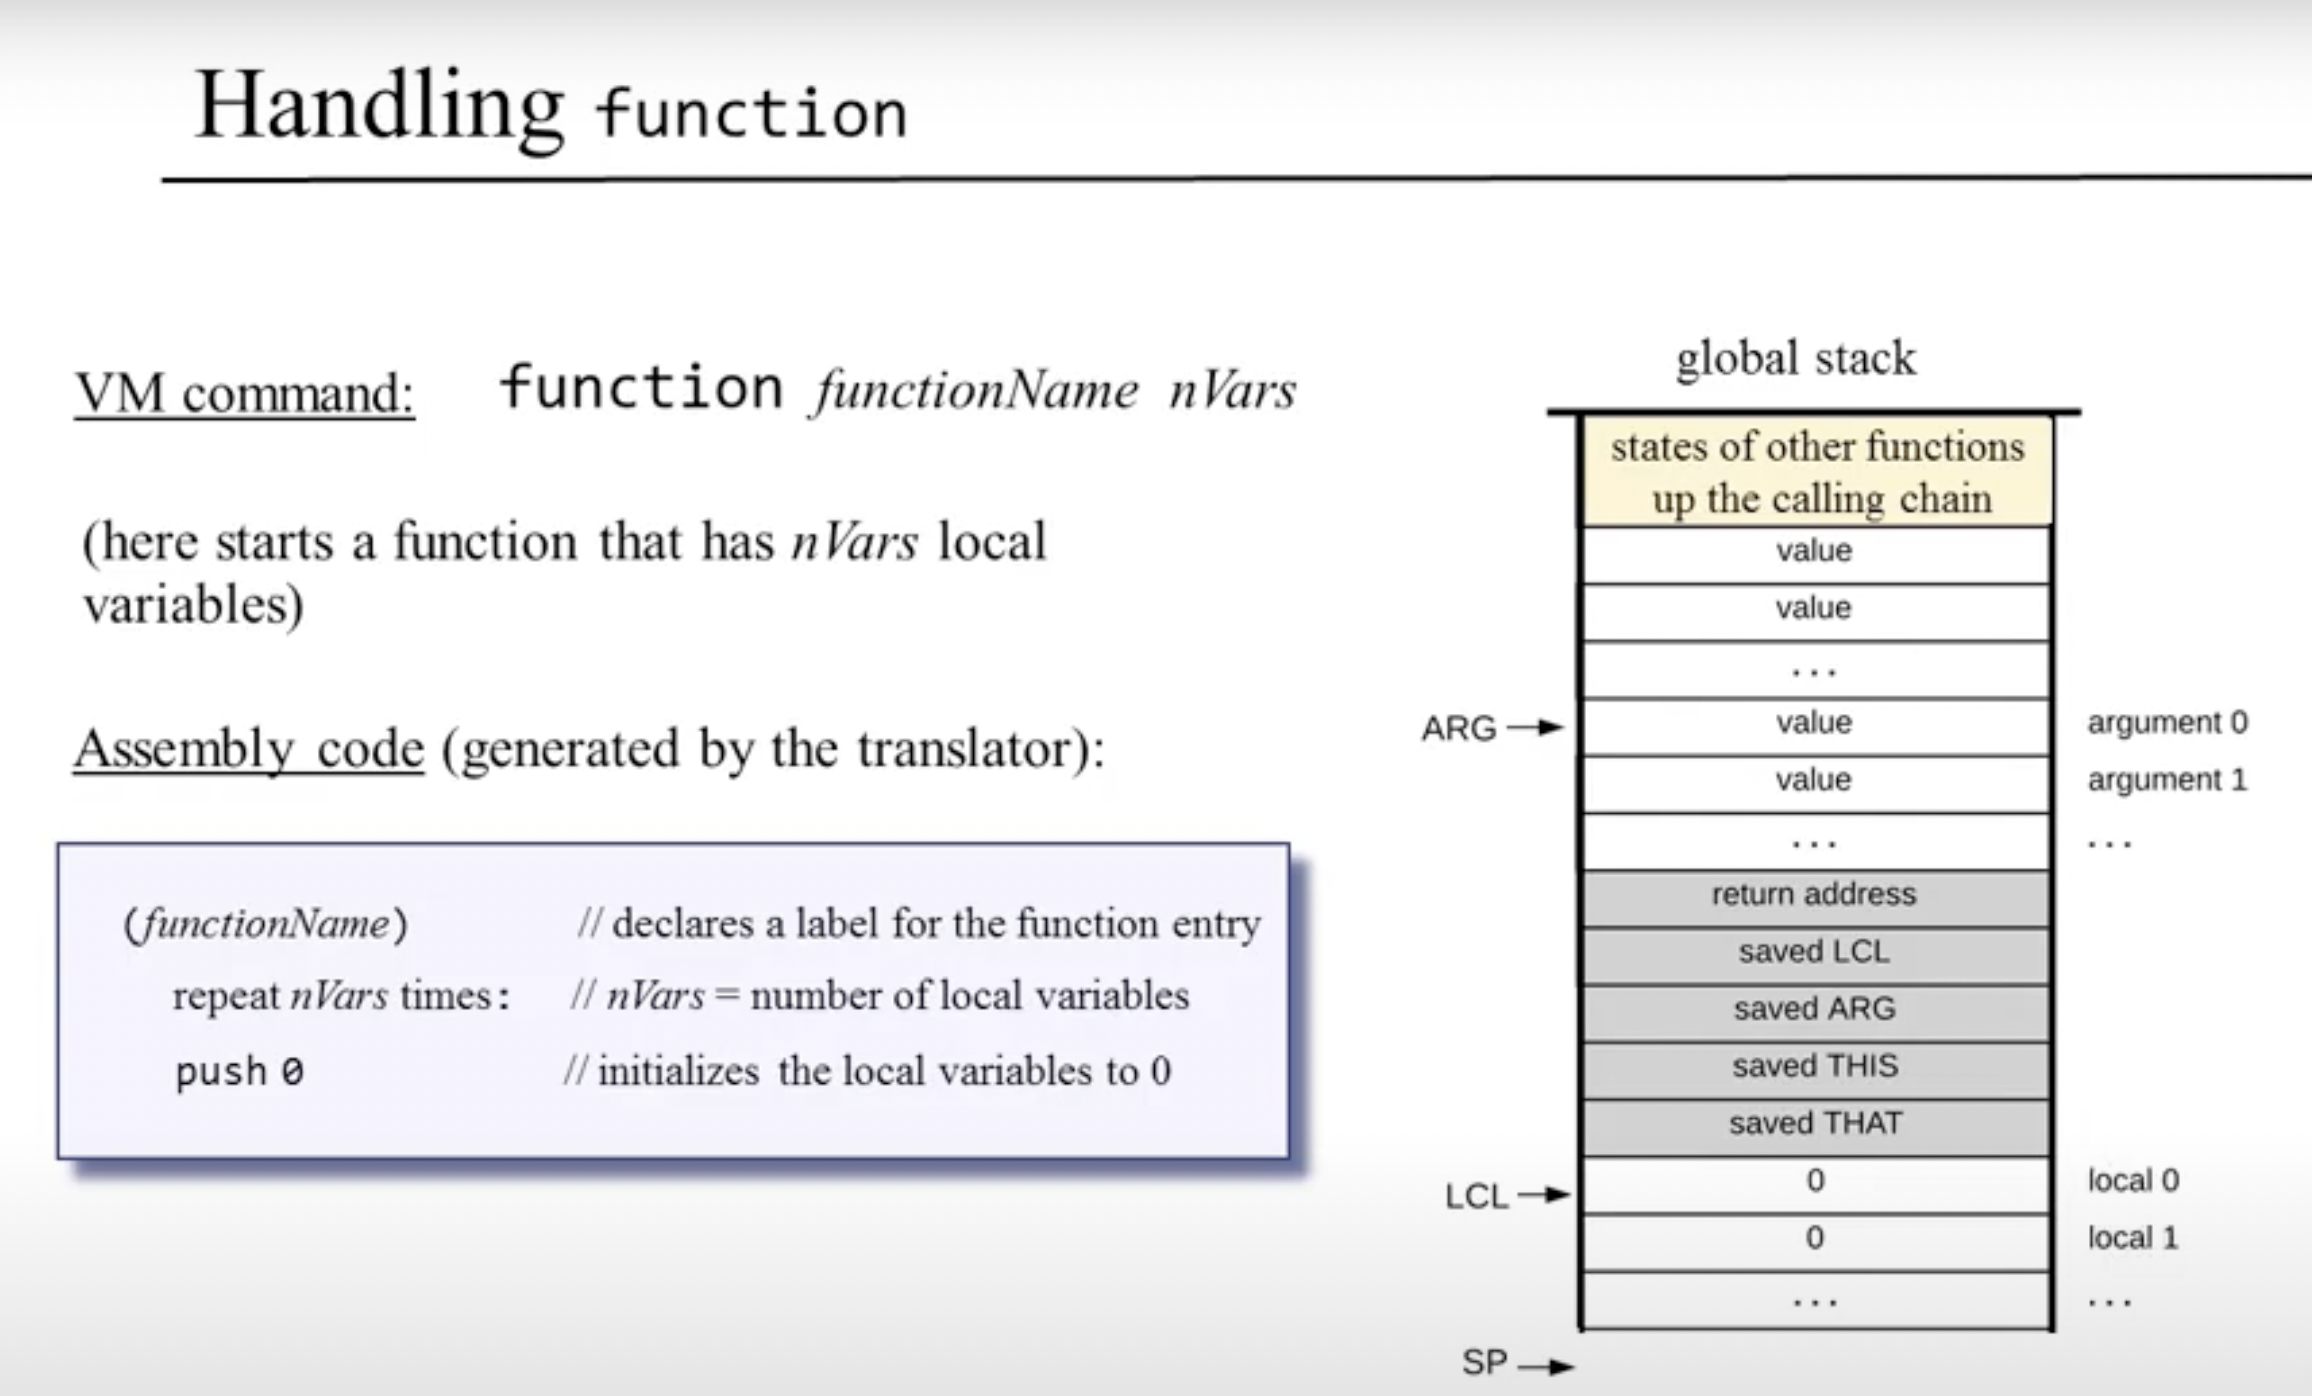 Handling function
VM command: function functionName nVars
(here starts a function that has nVars local
variables)
Assembly code (generated by the translator):
(functionName) // declares a label for the function entry
repeat nVars times: // nVars = number of local variables
push 0 // initializes the local variables to 0
global stack
states of other functions
up the calling chain
value
value
...
ARG value argument 0
value argument 1
... ...
return address
saved LCL
saved ARG
saved THIS
saved THAT
LCL 0 local 0
0 local 1
... ...
SP